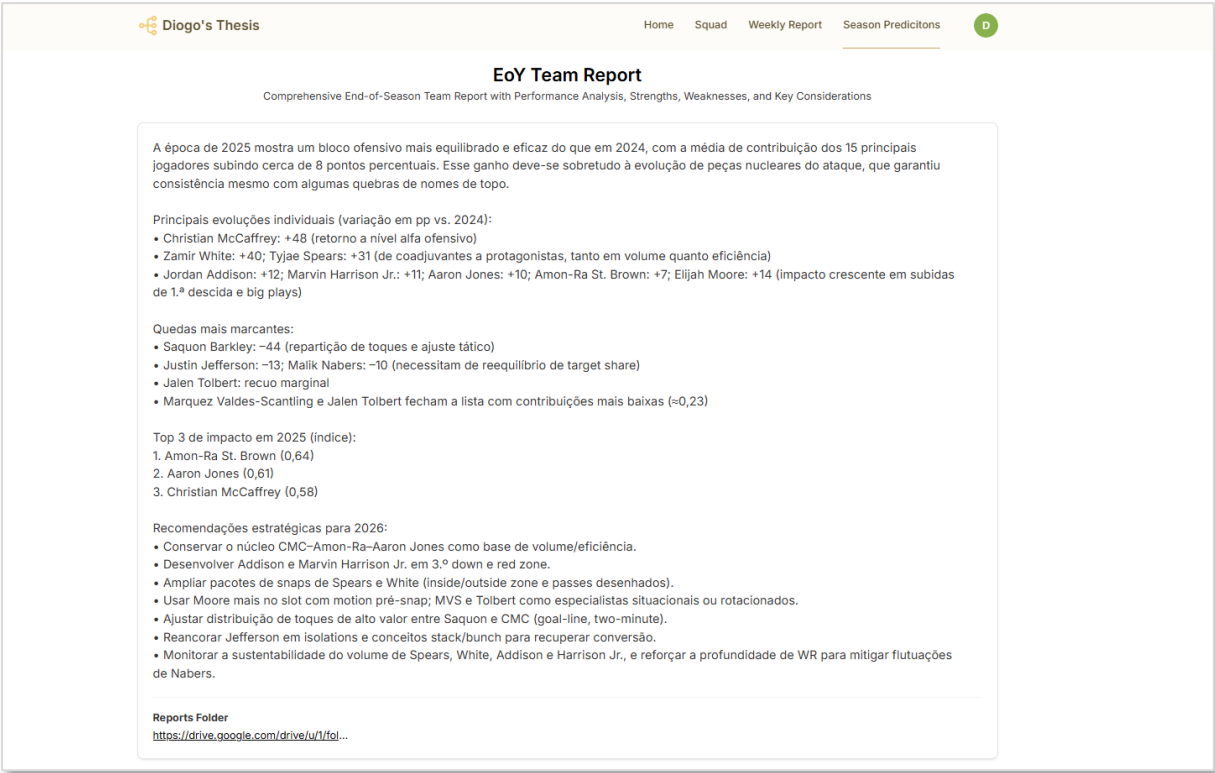 Diogo's Thesis
Home Squad Weekly Report Season Predicitons D
EoY Team Report
Comprehensive End-of-Season Team Report with Performance Analysis, Strengths, Weaknesses, and Key Considerations
A época de 2025 mostra um bloco ofensivo mais equilibrado e eficaz do que em 2024, com a média de contribuição dos 15 principais
jogadores subindo cerca de 8 pontos percentuais. Esse ganho deve-se sobretudo à evolução de peças nucleares do ataque, que garantiu
consistência mesmo com algumas quebras de nomes de topo.
Principais evoluções individuais (variação em pp vs. 2024):
• Christian McCaffrey: +48 (retorno a nível alfa ofensivo)
• Zamir White: +40; Tyjae Spears: +31 (de coadjuvantes a protagonistas, tanto em volume quanto eficiência)
• Jordan Addison: +12; Marvin Harrison Jr.: +11; Aaron Jones: +10; Amon-Ra St. Brown: +7; Elijah Moore: +14 (impacto crescente em subidas
de 1.ª descida e big plays)
Quedas mais marcantes:
• Saquon Barkley: –44 (repartição de toques e ajuste tático)
• Justin Jefferson: –13; Malik Nabers: –10 (necessitam de reequilíbrio de target share)
• Jalen Tolbert: recuo marginal
• Marquez Valdes-Scantling e Jalen Tolbert fecham a lista com contribuições mais baixas (≈0,23)
Top 3 de impacto em 2025 (índice):
1. Amon-Ra St. Brown (0,64)
2. Aaron Jones (0,61)
3. Christian McCaffrey (0,58)
Recomendações estratégicas para 2026:
• Conservar o núcleo CMC–Amon-Ra–Aaron Jones como base de volume/eficiência.
• Desenvolver Addison e Marvin Harrison Jr. em 3.º down e red zone.
• Ampliar pacotes de snaps de Spears e White (inside/outside zone e passes desenhados).
• Usar Moore mais no slot com motion pré-snap; MVS e Tolbert como especialistas situacionais ou rotacionados.
• Ajustar distribuição de toques de alto valor entre Saquon e CMC (goal-line, two-minute).
• Reancorar Jefferson em isolations e conceitos stack/bunch para recuperar conversão.
• Monitorar a sustentabilidade do volume de Spears, White, Addison e Harrison Jr., e reforçar a profundidade de WR para mitigar flutuações
de Nabers.
Reports Folder
https://drive.google.com/drive/u/1/fol...